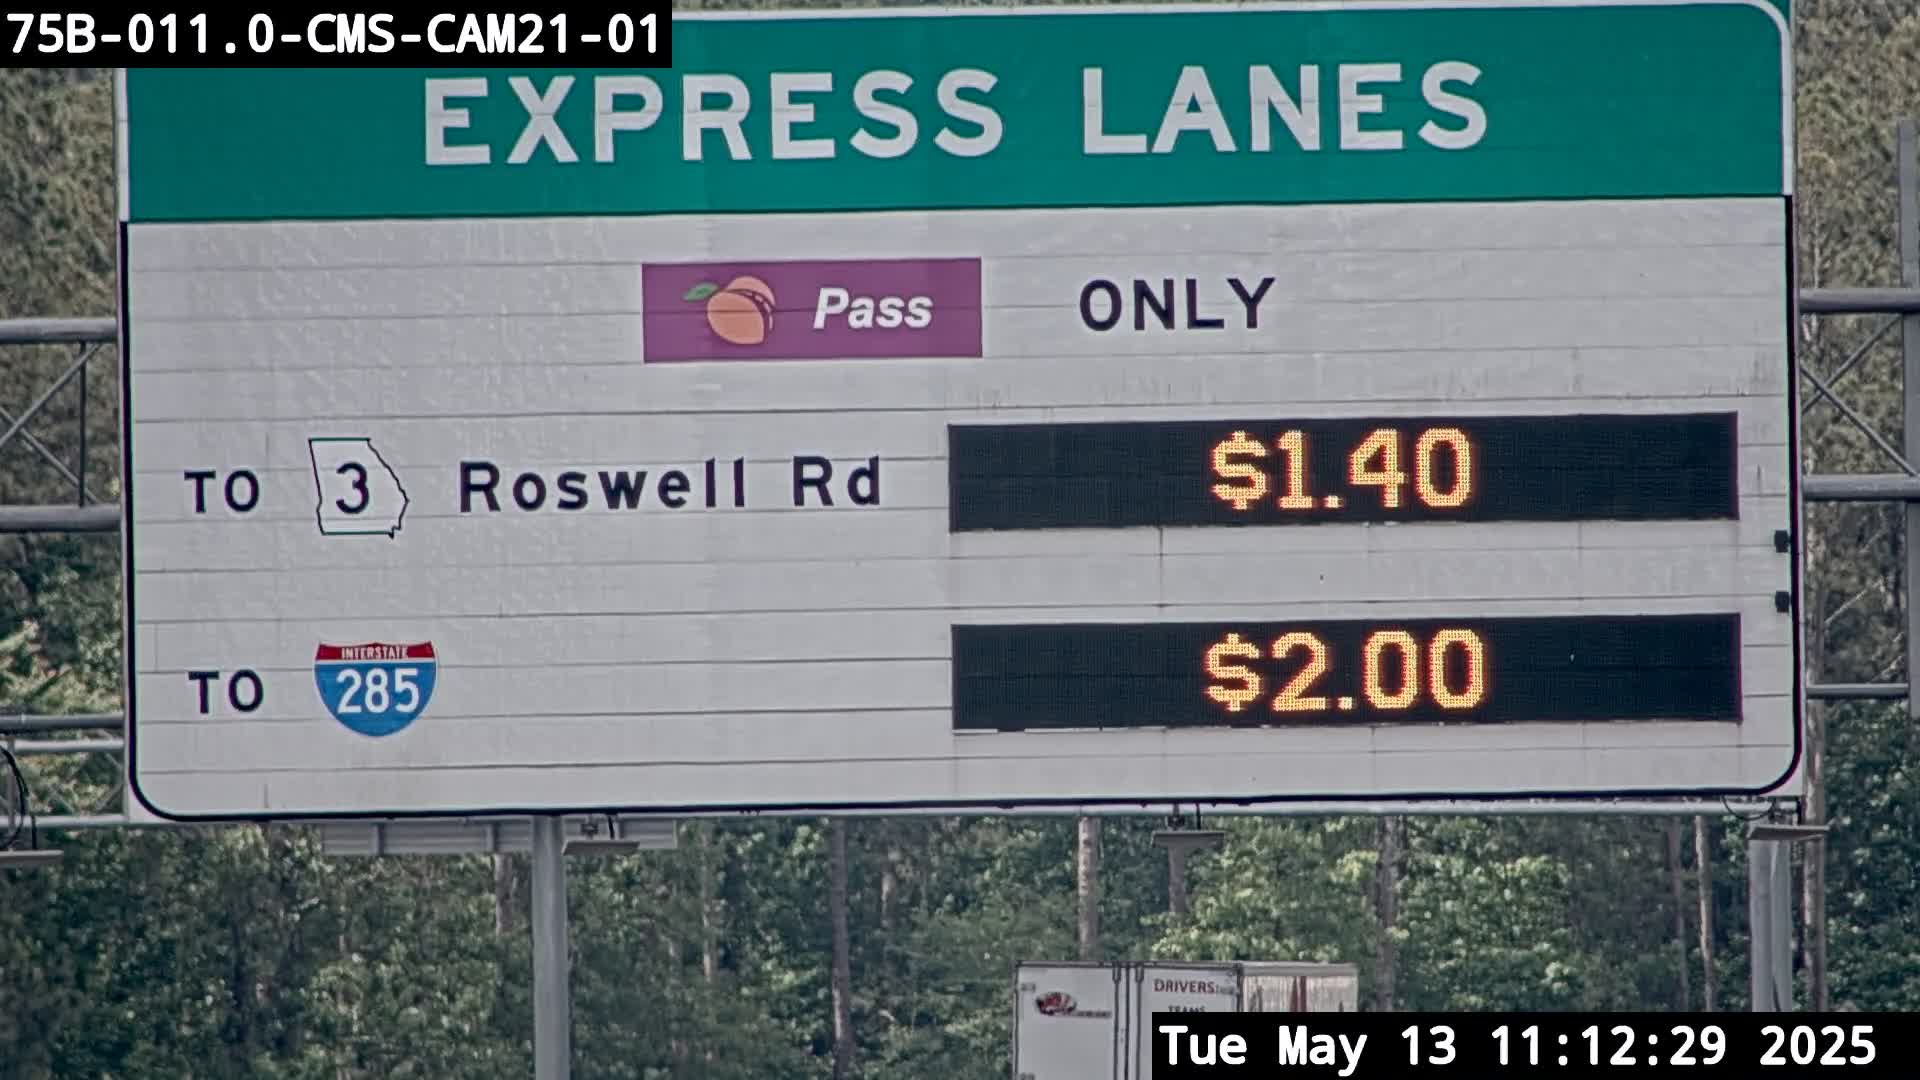 75B-011.0-CMS-CAM21-01
EXPRESS LANES
Pass ONLY
TO 3 Roswell Rd $1.40
INTERSTATE
TO 285 $2.00
DRIVERS
TEAMS
Tue May 13 11:12:29 2025